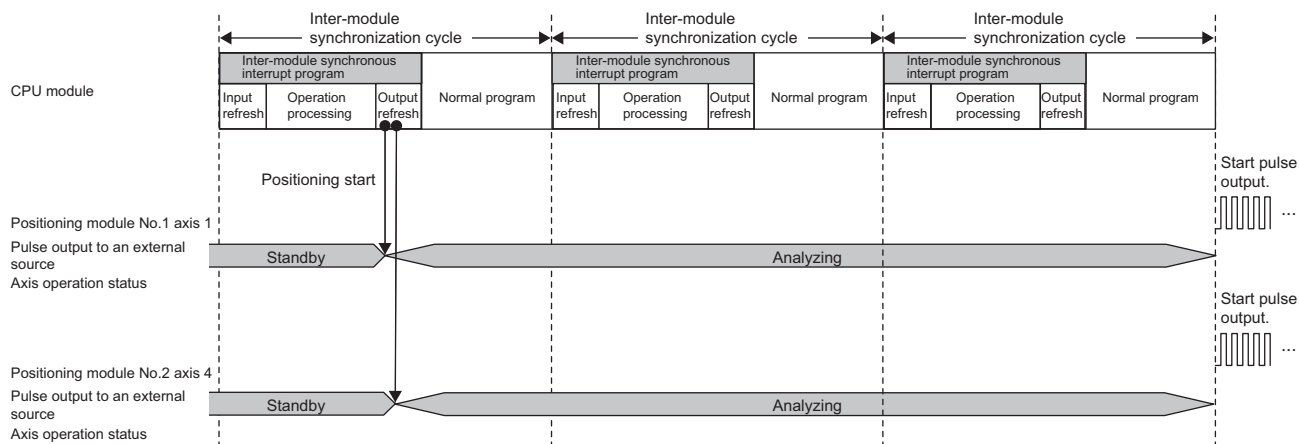 Inter-module
synchronization cycle
Inter-module
synchronization cycle
Inter-module
synchronization cycle
CPU module
Inter-module synchronous
interrupt program
Input
refresh
Operation
processing
Output
refresh
Normal program
Inter-module synchronous
interrupt program
Input
refresh
Operation
processing
Output
refresh
Normal program
Inter-module synchronous
interrupt program
Input
refresh
Operation
processing
Output
refresh
Normal program
Positioning start
Start pulse
output.
...
Positioning module No.1 axis 1
Pulse output to an external
source
Axis operation status
Standby
Analyzing
Start pulse
output.
...
Positioning module No.2 axis 4
Pulse output to an external
source
Axis operation status
Standby
Analyzing